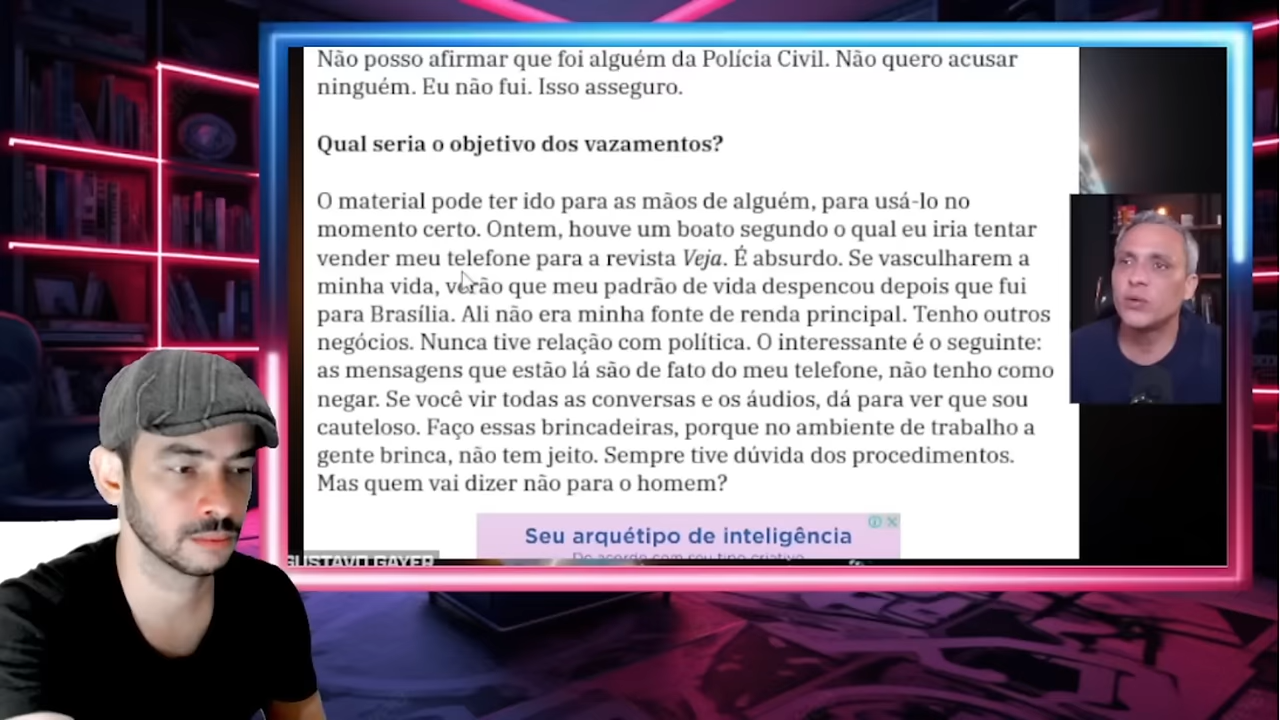 Não posso afirmar que foi alguém da Polícia Civil. Não quero acusar
ninguém. Eu não fui. Isso asseguro.
Qual seria o objetivo dos vazamentos?
O material pode ter ido para as mãos de alguém, para usá-lo no
momento certo. Ontem, houve um boato segundo o qual eu iria tentar
vender meu telefone para a revista Veja. É absurdo. Se vasculharem a
minha vida, verão que meu padrão de vida despencou depois que fui
para Brasília. Ali não era minha fonte de renda principal. Tenho outros
negócios. Nunca tive relação com política. O interessante é o seguinte:
as mensagens que estão lá são de fato do meu telefone, não tenho como
negar. Se você vir todas as conversas e os áudios, dá para ver que sou
cauteloso. Faço essas brincadeiras, porque no ambiente de trabalho a
gente brinca, não tem jeito. Sempre tive dúvida dos procedimentos.
Mas quem vai dizer não para o homem?
Seu arquétipo de inteligência
De acordo com seu tipo criativo
GUSTAVO GAYER